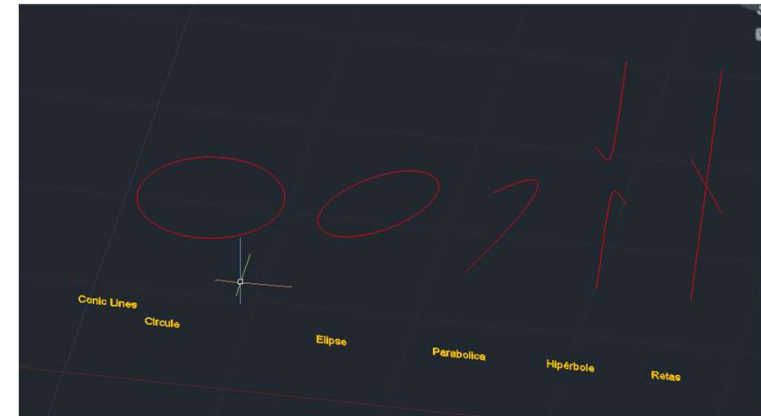 Conic Lines
Circule
Elipse
Parabolica
Hipérbole
Retas